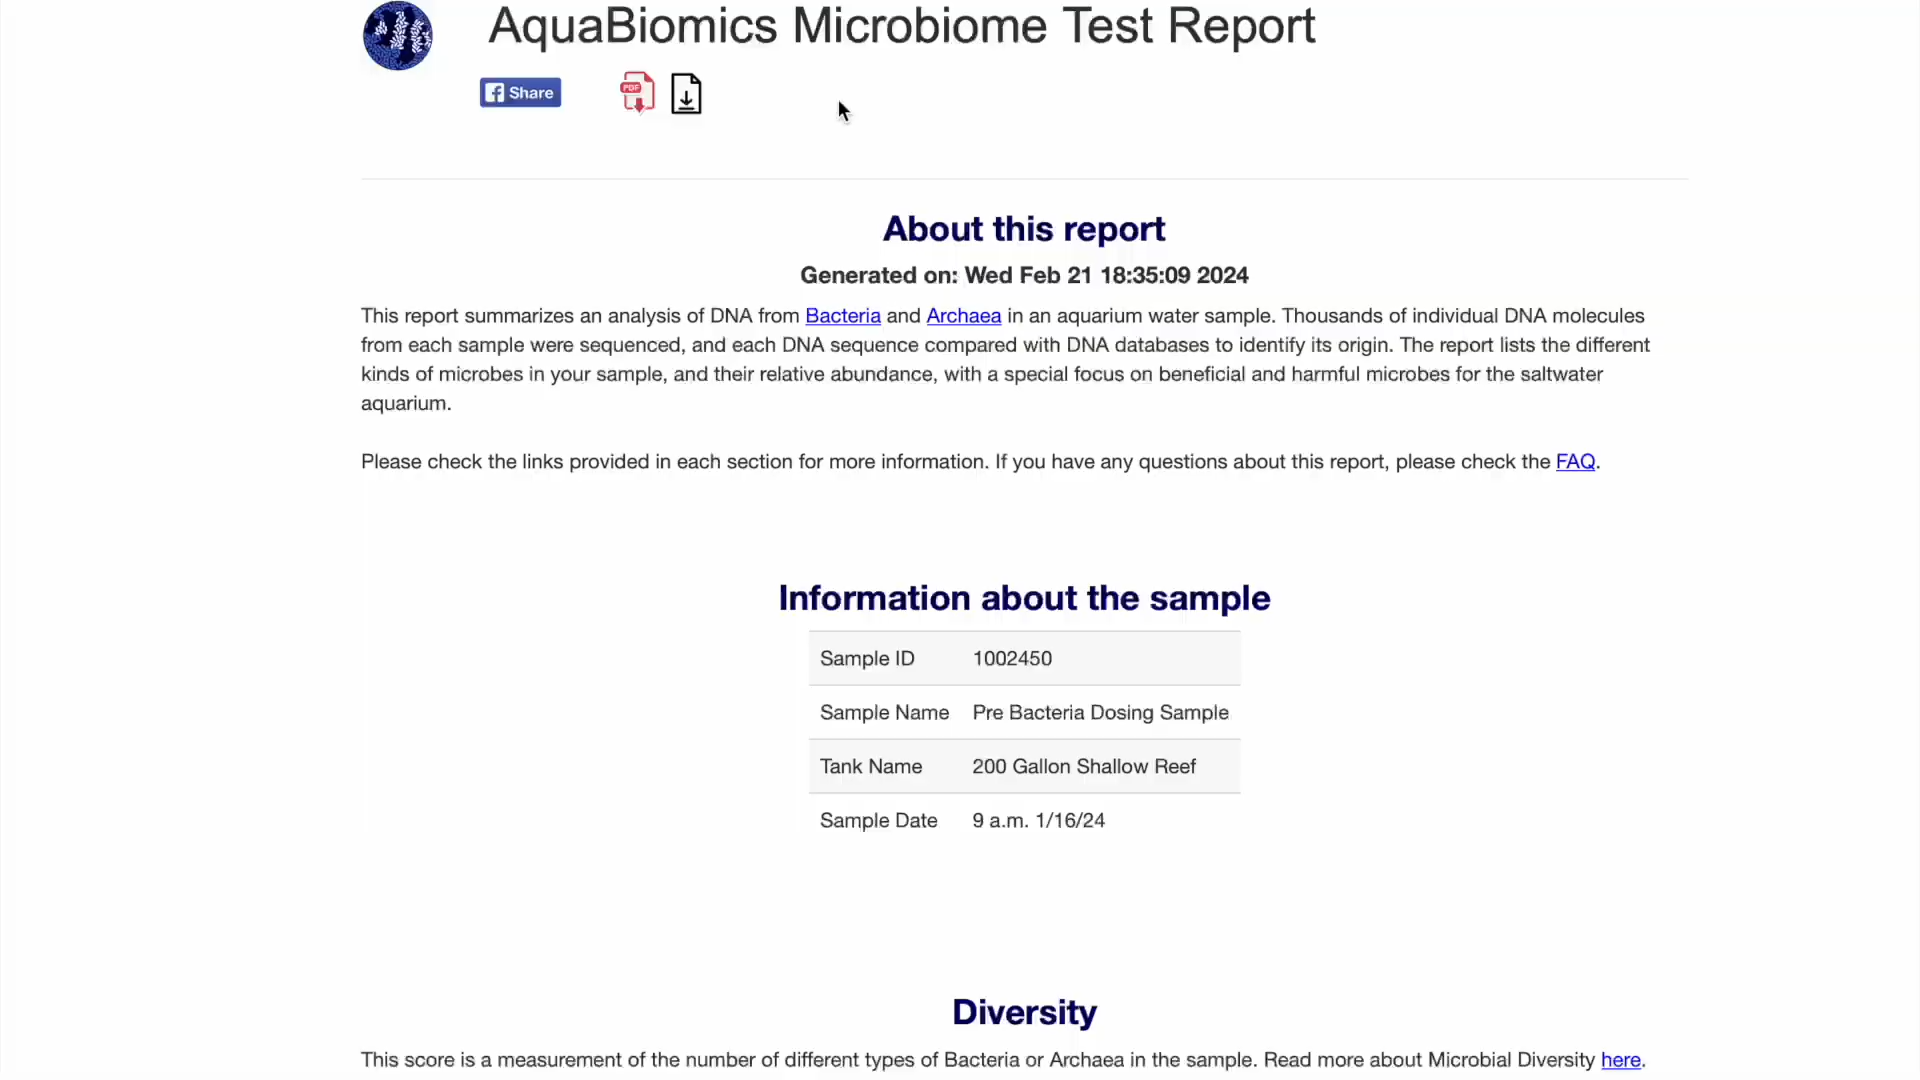 AquaBiomics Microbiome Test Report
Share
PDF
About this report
Generated on: Wed Feb 21 18:35:09 2024
This report summarizes an analysis of DNA from Bacteria and Archaea in an aquarium water sample. Thousands of individual DNA molecules
from each sample were sequenced, and each DNA sequence compared with DNA databases to identify its origin. The report lists the different
kinds of microbes in your sample, and their relative abundance, with a special focus on beneficial and harmful microbes for the saltwater
aquarium.
Please check the links provided in each section for more information. If you have any questions about this report, please check the FAQ.
Information about the sample
Sample ID 1002450
Sample Name Pre Bacteria Dosing Sample
Tank Name 200 Gallon Shallow Reef
Sample Date 9 a.m. 1/16/24
Diversity
This score is a measurement of the number of different types of Bacteria or Archaea in the sample. Read more about Microbial Diversity here.